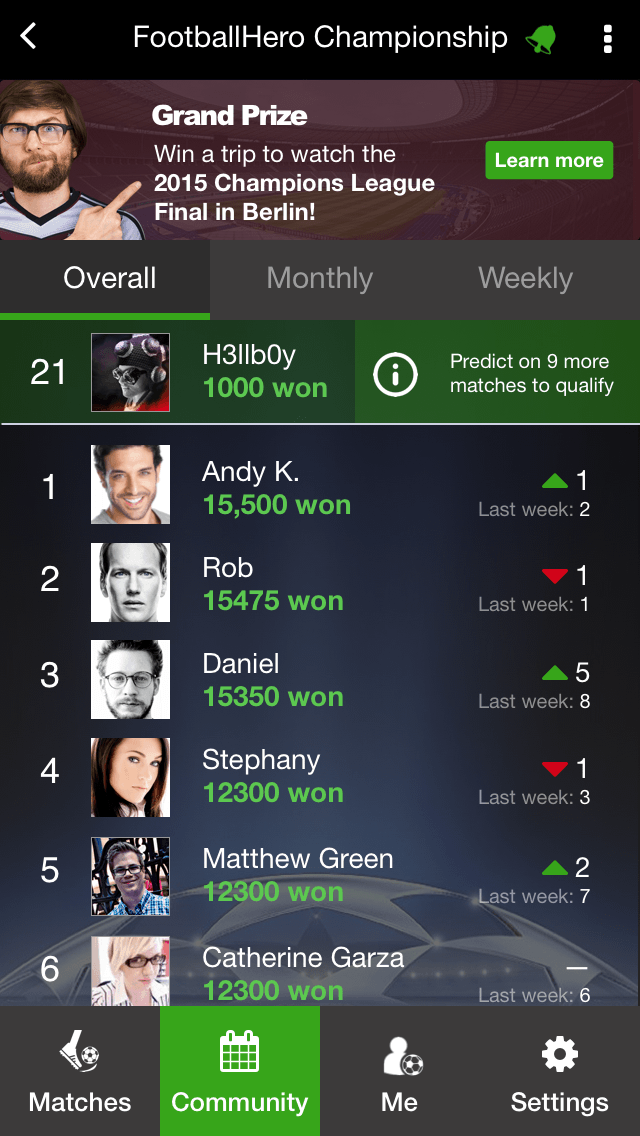 FootballHero Championship
Grand Prize
Win a trip to watch the
2015 Champions League
Final in Berlin!
Learn more
Overall
Monthly
Weekly
21
H3llb0y
1000 won
Predict on 9 more
matches to qualify
1
Andy K.
15,500 won
1
Last week: 2
2
Rob
15475 won
1
Last week: 1
3
Daniel
15350 won
5
Last week: 8
4
Stephany
12300 won
1
Last week: 3
5
Matthew Green
12300 won
2
Last week: 7
6
Catherine Garza
12300 won
–
Last week: 6
Matches
Community
Me
Settings